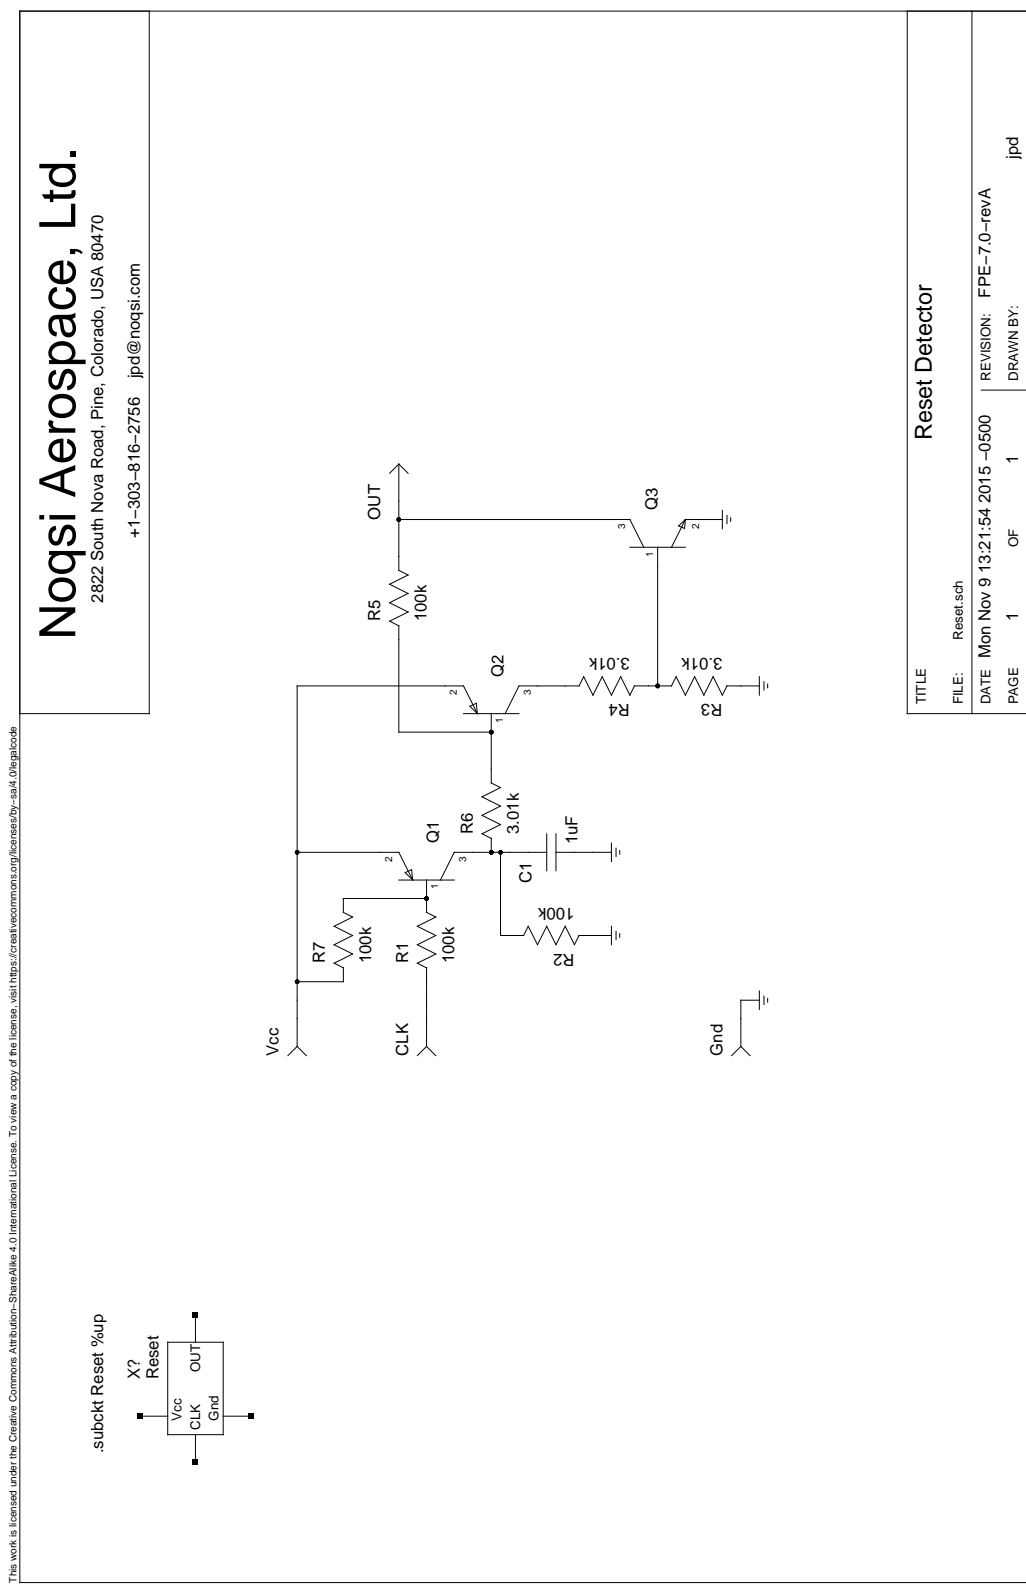 This work is licensed under the Creative Commons Attribution−ShareAlike 4.0 International License. To view a copy of the license, visit https://creativecommons.org/licenses/by−sa/4.0/legalcode
Noqsi Aerospace, Ltd.
2822 South Nova Road, Pine, Colorado, USA 80470
+1−303−816−2756 jpd@noqsi.com
.subckt Reset %up
X?
Reset
Vcc
CLK
OUT
Gnd
Vcc
R7
100k
CLK
R1
100k
1
2
3
Q1
R2
100k
C1
1uF
R6
3.01k
1
2
3
Q2
R5
100k
OUT
R4
3.01k
R3
3.01k
1
3
2
Q3
Gnd
TITLE
Reset Detector
FILE: Reset.sch
REVISION: FPE−7.0−revA
DATE Mon Nov 9 13:21:54 2015 −0500
PAGE 1 OF 1
DRAWN BY: jpd